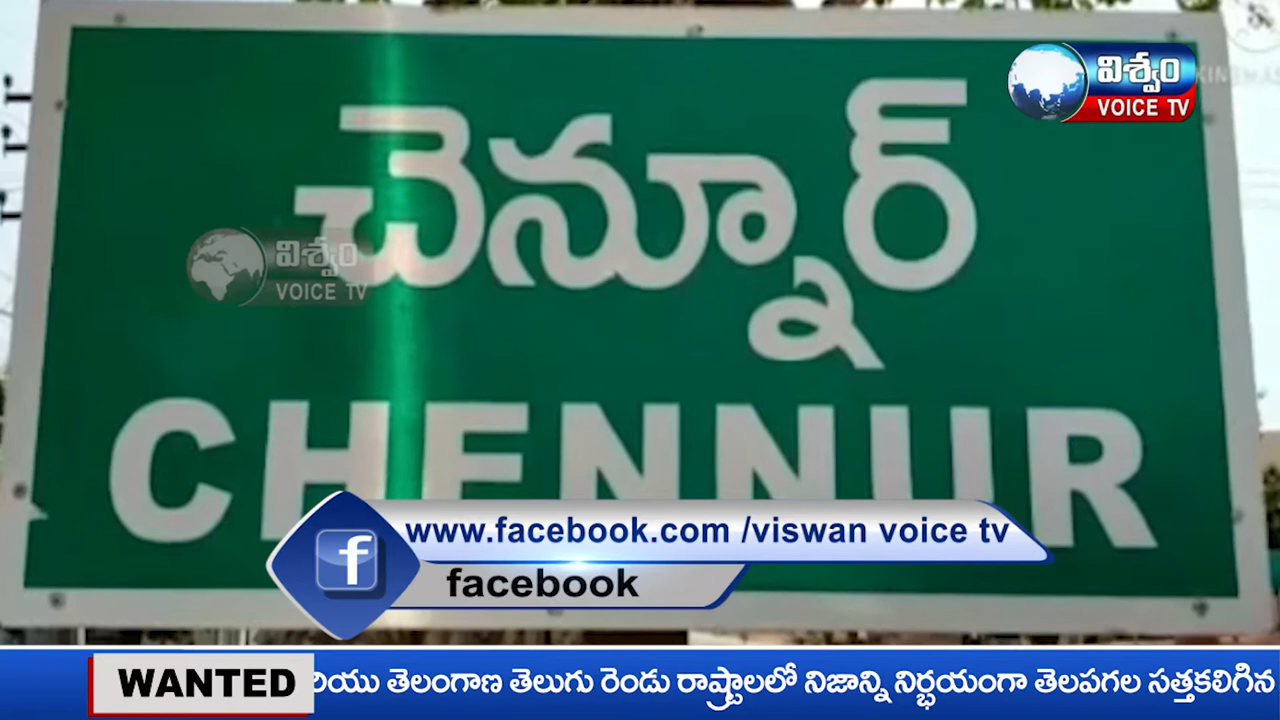 విశ్వం
VOICE TV
చెన్నూర్
విశ్వం
VOICE TV
CHENNUR
www.facebook.com /viswan voice tv
facebook
WANTED
రియు తెలంగాణ తెలుగు రెండు రాష్ట్రాలలో నిజాన్ని నిర్భయంగా తెలపగల సత్తకలిగిన